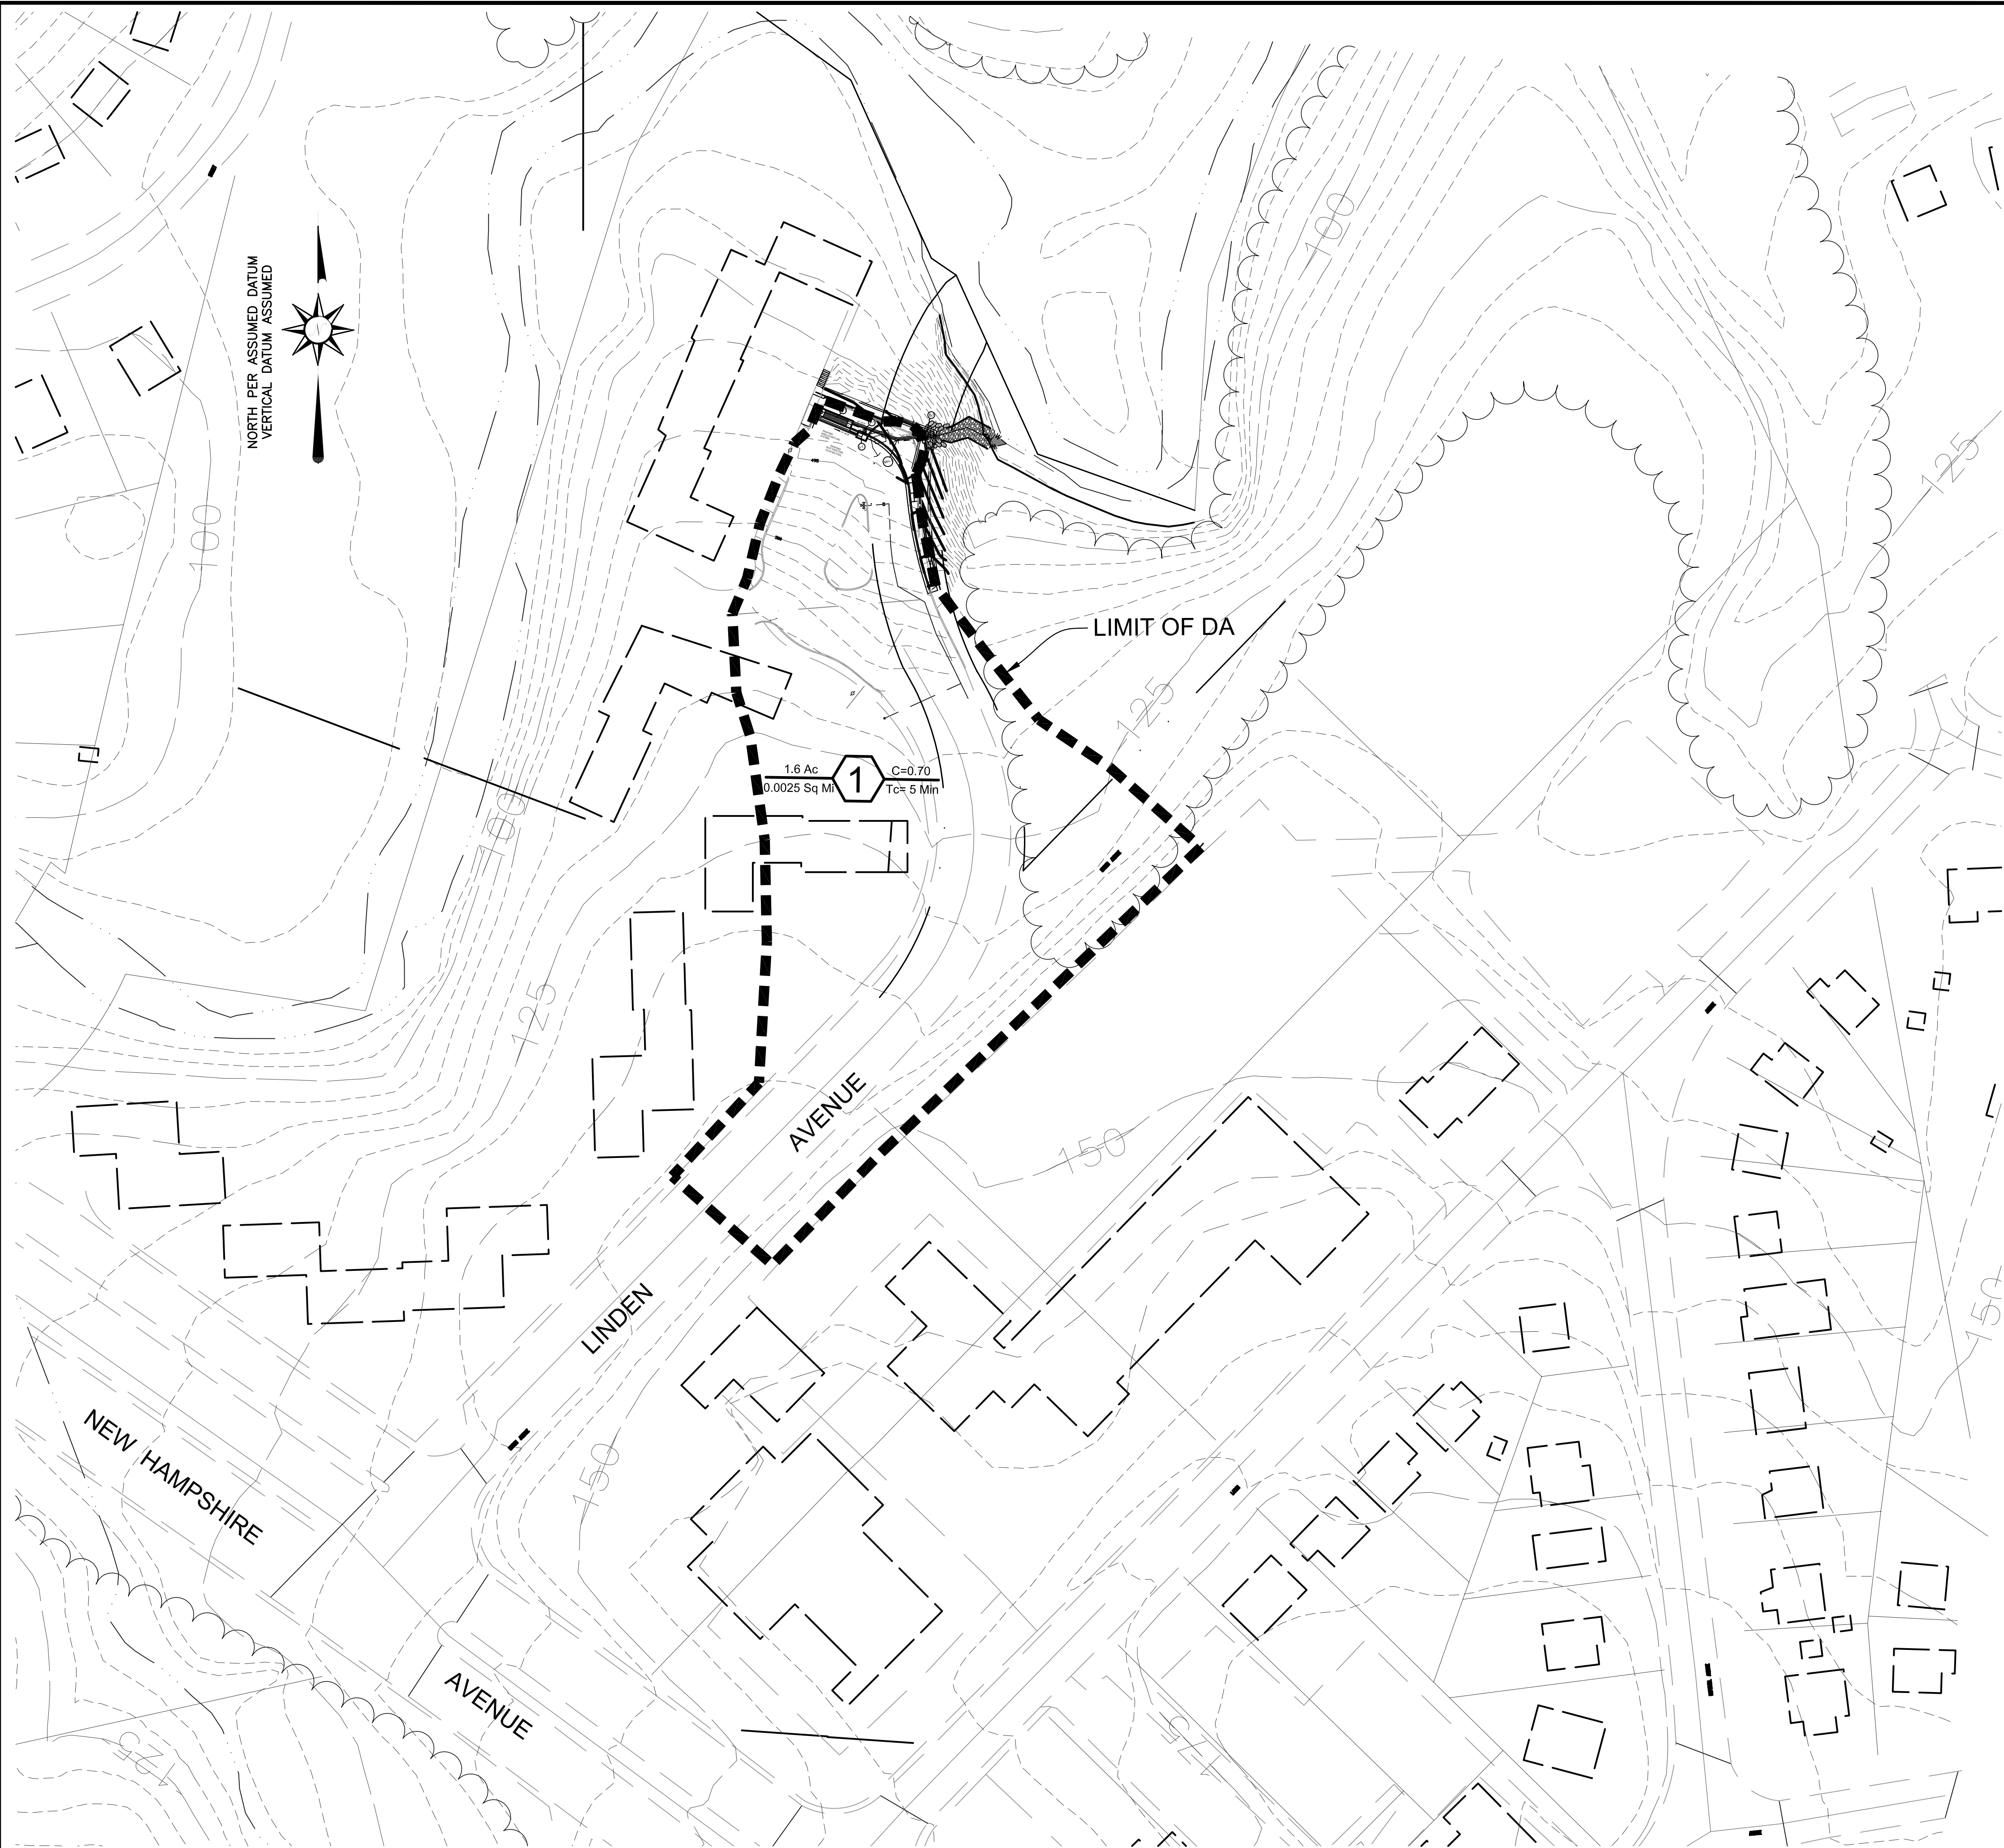 NORTH PER ASSUMED DATUM
VERTICAL DATUM ASSUMED
100
100
125
LIMIT OF DA
125
1.6 Ac
0.0025 Sq Mi
1
C=0.70
Tc= 5 Min
100
125
AVENUE
150
LINDEN
150
150
NEW HAMPSHIRE
AVENUE
125
125